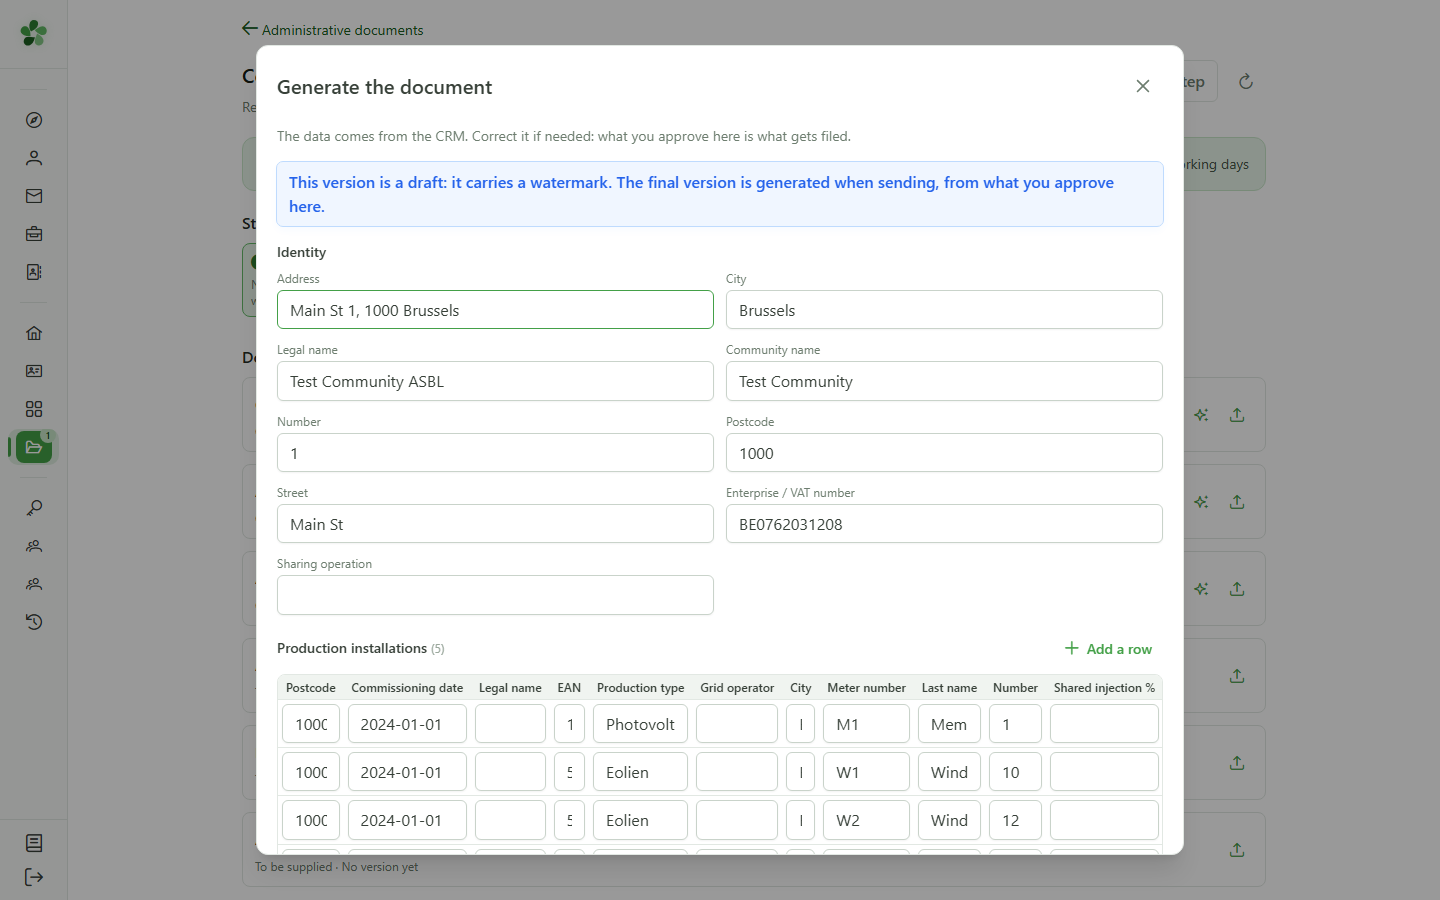 Administrative documents
Generate the document
The data comes from the CRM. Correct it if needed: what you approve here is what gets filed.
This version is a draft: it carries a watermark. The final version is generated when sending, from what you approve
here.
rking days
Identity
Address City
Main St 1, 1000 Brussels Brussels
Legal name Community name
Test Community ASBL Test Community
Number Postcode
1 1000
Street Enterprise / VAT number
Main St BE0762031208
Sharing operation
Production installations (5) Add a row
Postcode Commissioning date Legal name EAN Production type Grid operator City Meter number Last name Number Shared injection %
1000 2024-01-01 1 Photovolt M1 Mem 1
1000 2024-01-01 5 Eolien W1 Wind 10
1000 2024-01-01 5 Eolien W2 Wind 12
To be supplied · No version yet
1